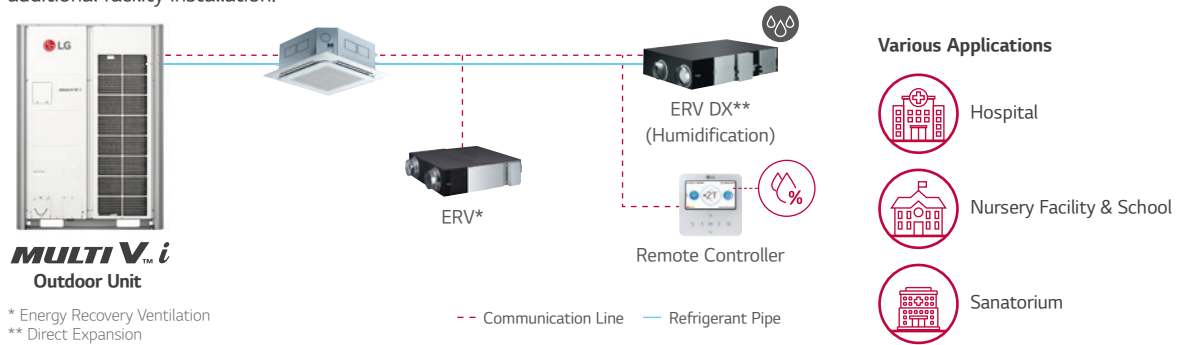 additional facility installation.
LG
MULTI V™ i
Outdoor Unit
* Energy Recovery Ventilation
** Direct Expansion
ERV*
ERV DX**
(Humidification)
%
Remote Controller
Communication Line
Refrigerant Pipe
Various Applications
Hospital
Nursery Facility & School
Sanatorium